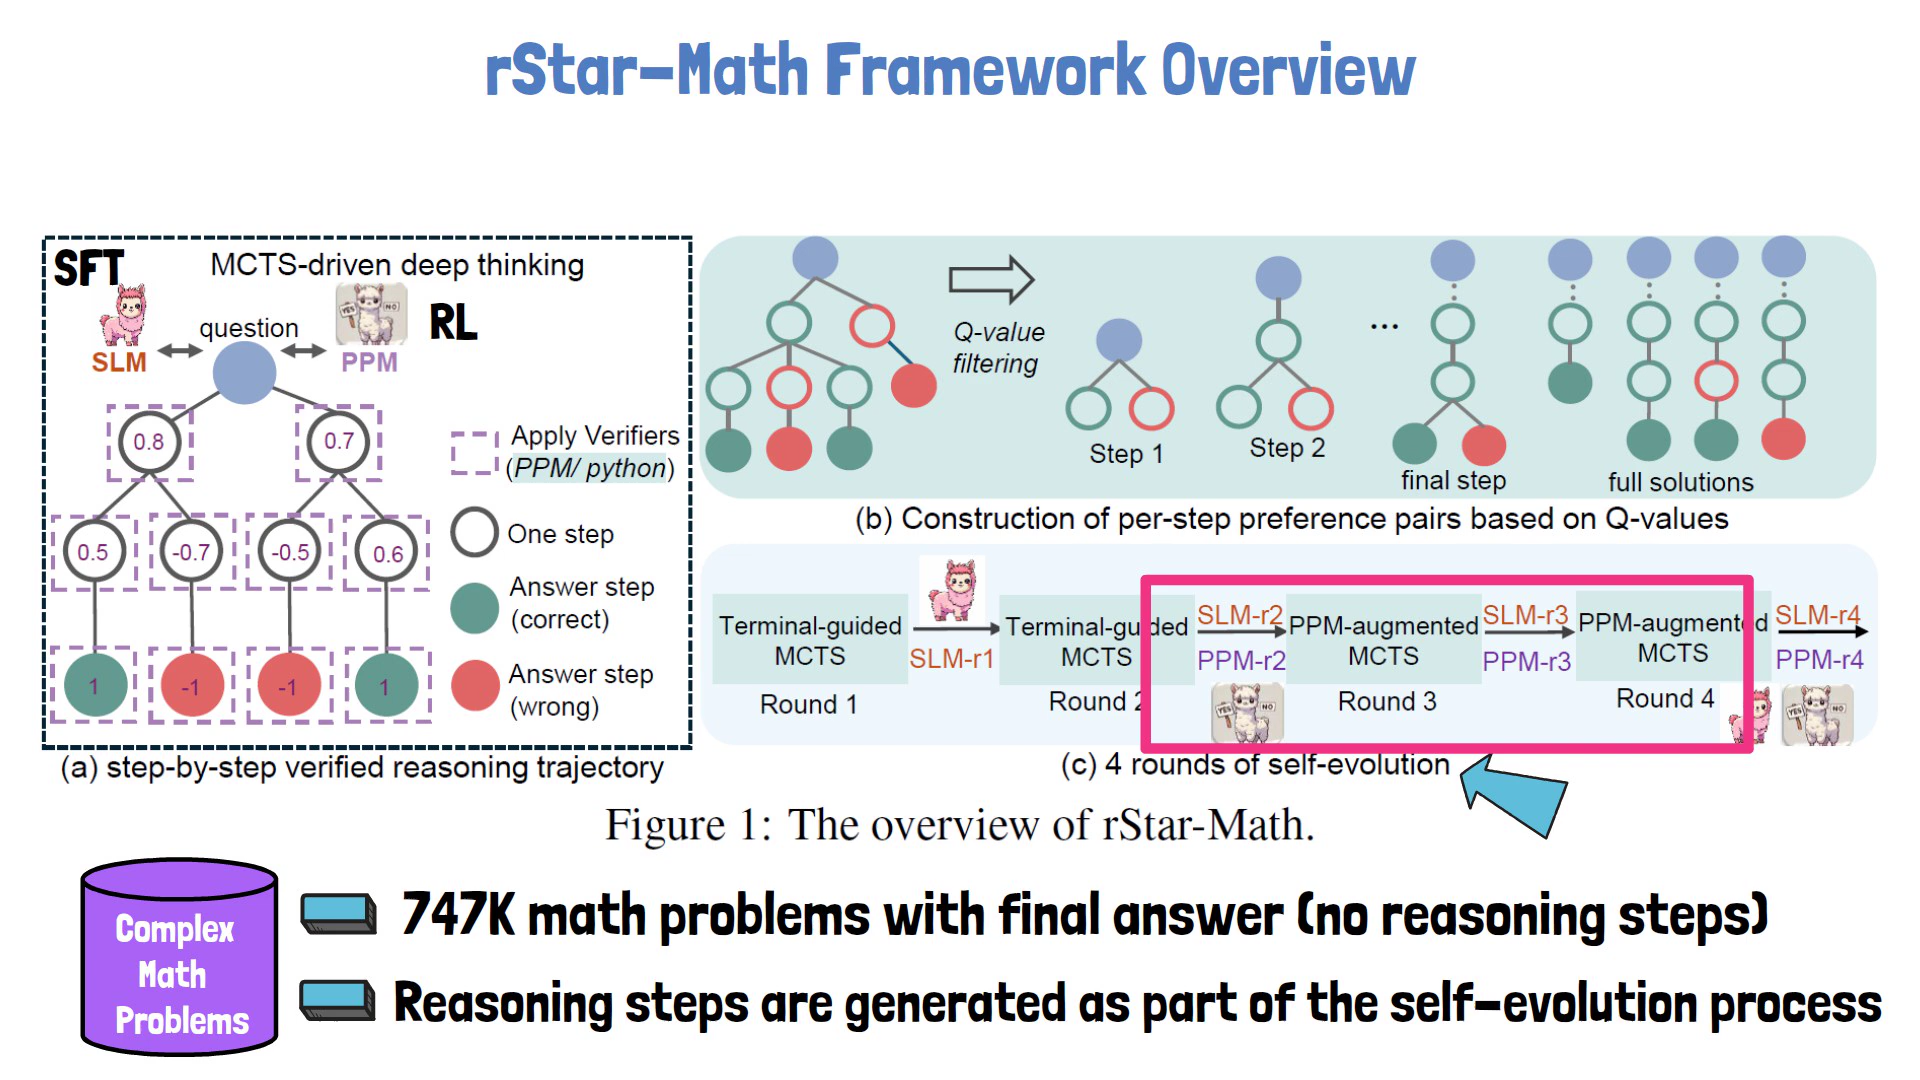 rStar-Math Framework Overview
SFT
MCTS-driven deep thinking
YES NO
question
RL
SLM
PPM
0.8
0.7
Apply Verifiers
(PPM/ python)
0.5
-0.7
-0.5
0.6
One step
Answer step
(correct)
1
-1
-1
1
Answer step
(wrong)
(a) step-by-step verified reasoning trajectory
Q-value
filtering
...
Step 1
Step 2
final step
full solutions
(b) Construction of per-step preference pairs based on Q-values
Terminal-guided
MCTS
Round 1
SLM-r1
Terminal-guided
MCTS
Round 2
SLM-r2
PPM-r2
YES NO
PPM-augmented
MCTS
Round 3
SLM-r3
PPM-r3
PPM-augmented
MCTS
Round 4
SLM-r4
PPM-r4
YES NO
(c) 4 rounds of self-evolution
Figure 1: The overview of rStar-Math.
Complex
Math
Problems
747K math problems with final answer (no reasoning steps)
Reasoning steps are generated as part of the self-evolution process